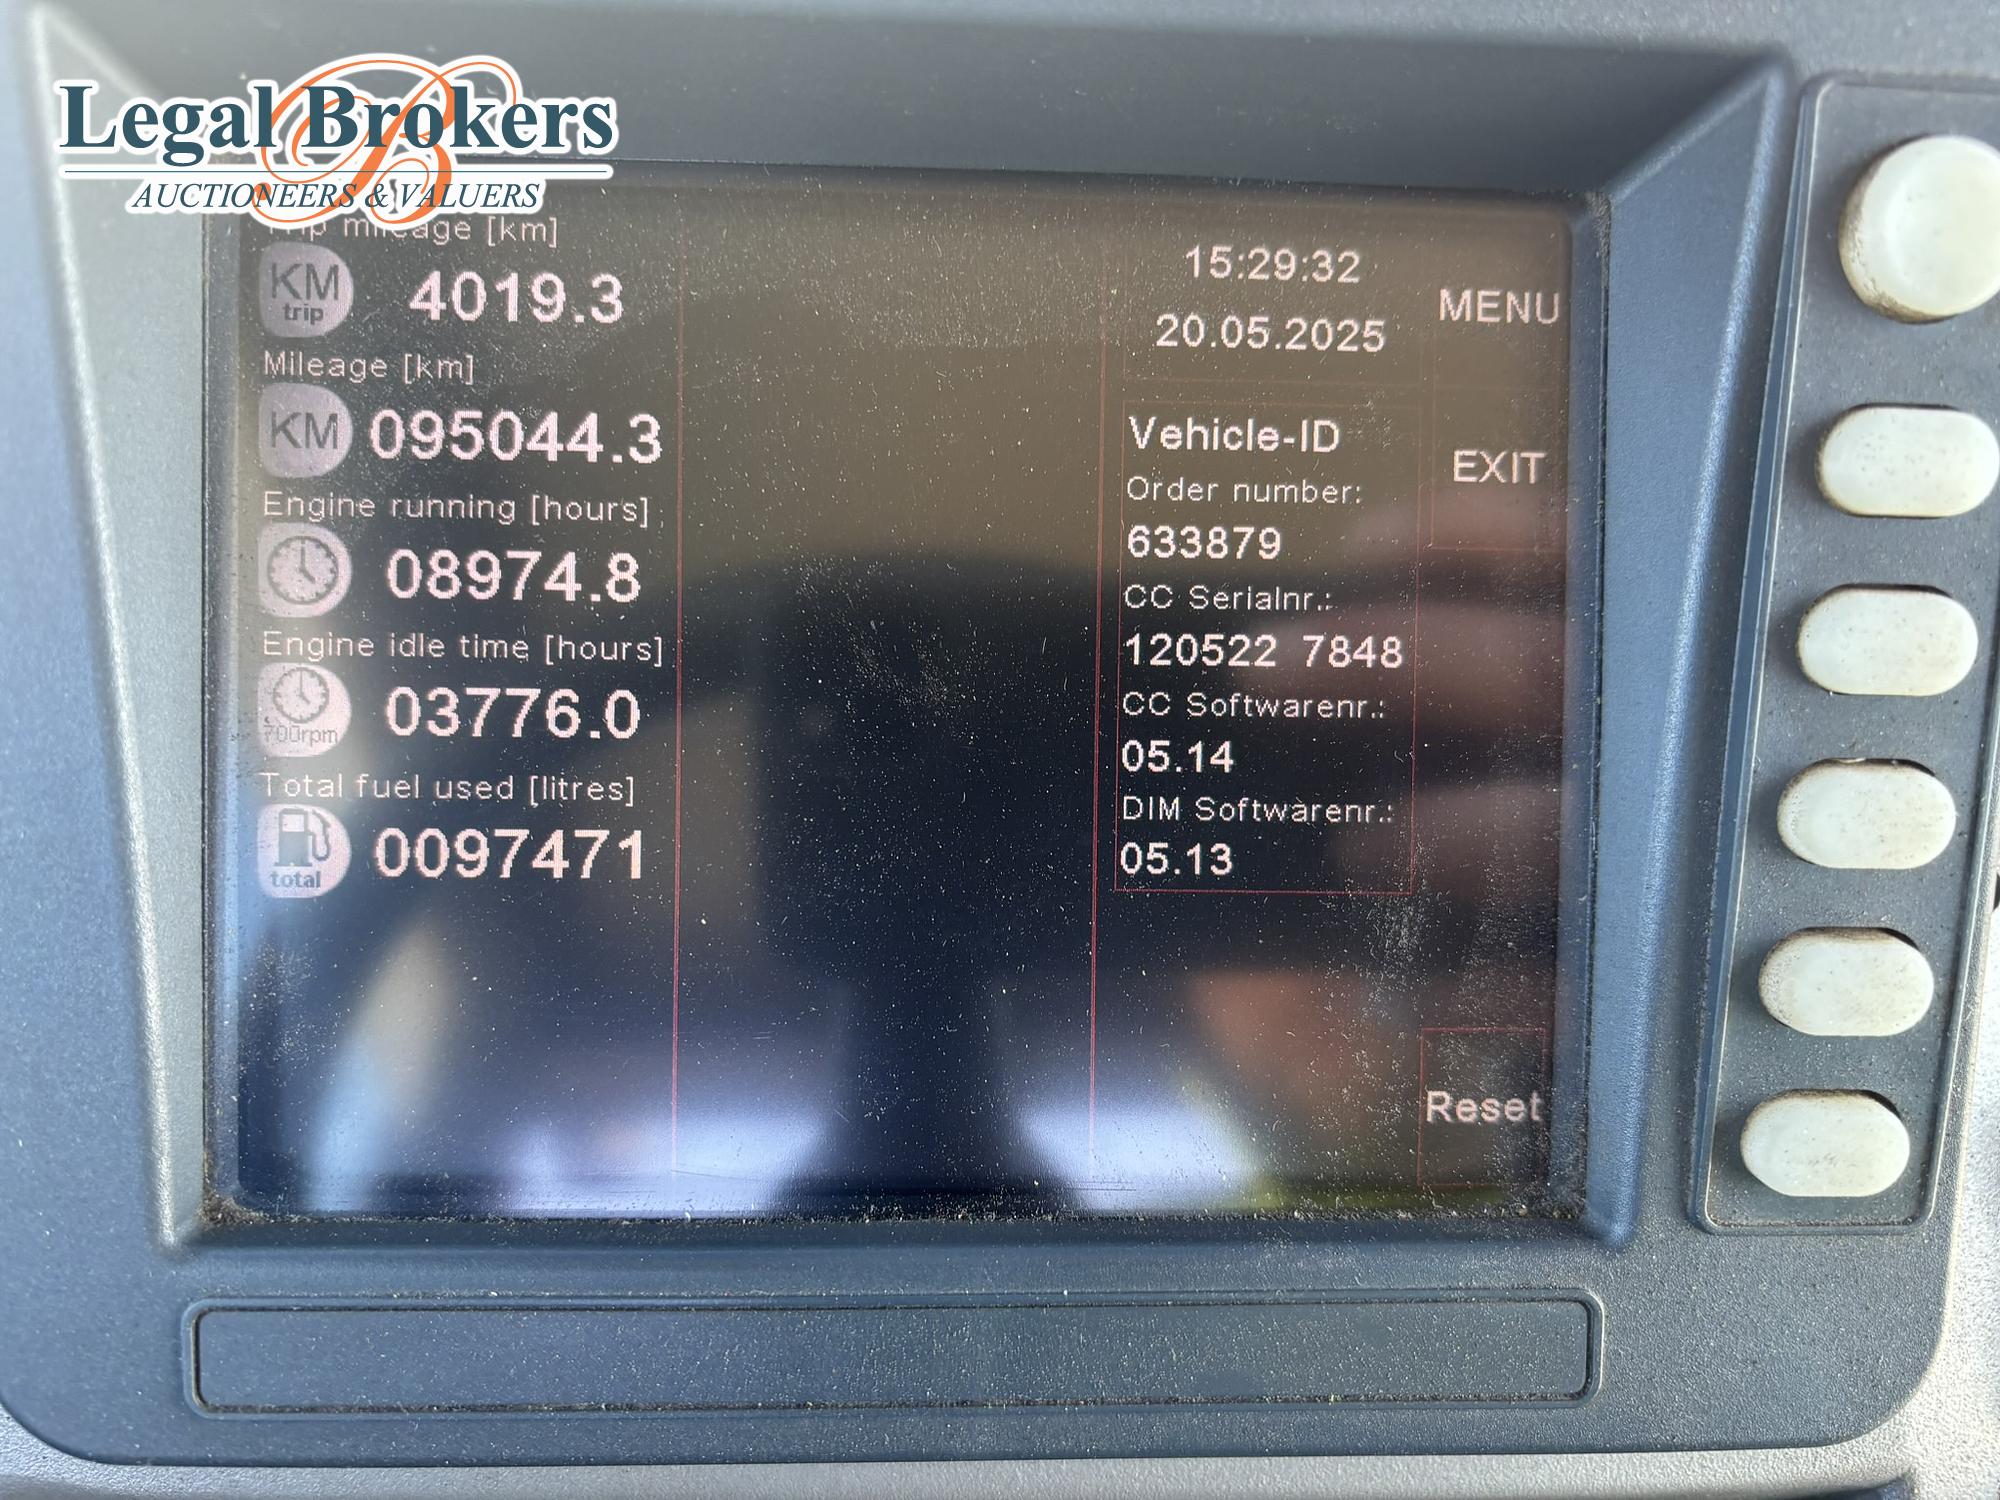 Legal Brokers
AUCTIONEERS & VALUERS
Trip mileage [km]
KM
trip
4019.3
Mileage [km]
KM
095044.3
Engine running [hours]
08974.8
Engine idle time [hours]
700rpm
03776.0
Total fuel used [litres]
total
0097471
15:29:32
20.05.2025
Vehicle-ID
Order number:
633879
CC Serialnr.:
120522 7848
CC Softwarenr.:
05.14
DIM Softwarenr.:
05.13
MENU
EXIT
Reset